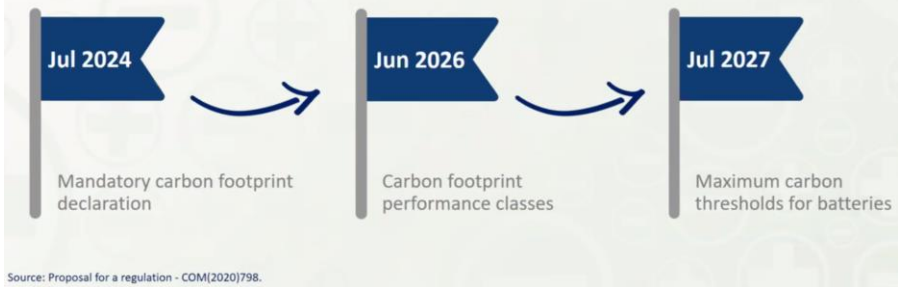 Jul 2024
Jun 2026
Jul 2027
Mandatory carbon footprint
declaration
Carbon footprint
performance classes
Maximum carbon
thresholds for batteries
Source: Proposal for a regulation - COM(2020)798.